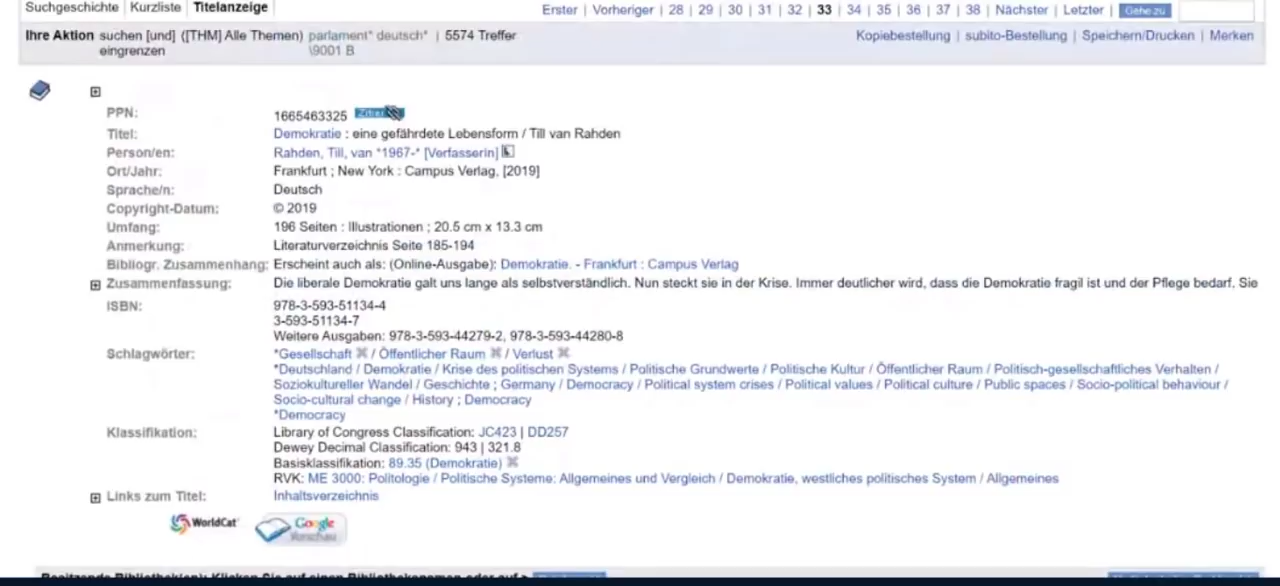 Suchgeschichte | Kurzliste | Titelanzeige
Erster | Vorheriger | 28 | 29 | 30 | 31 | 32 | 33 | 34 | 35 | 36 | 37 | 38 | Nächster | Letzter | Gehe zu
Ihre Aktion suchen [und] ([THM] Alle Themen) parlament* deutsch* | 5574 Treffer
Kopiebestellung | subito-Bestellung | Speichern/Drucken | Merken
eingrenzen \9001 B
PPN: 1665463325
Titel: Demokratie : eine gefährdete Lebensform / Till van Rahden
Person/en: Rahden, Till, van *1967-* [VerfasserIn]
Ort/Jahr: Frankfurt ; New York : Campus Verlag, [2019]
Sprache/n: Deutsch
Copyright-Datum: © 2019
Umfang: 196 Seiten : Illustrationen ; 20.5 cm x 13.3 cm
Anmerkung: Literaturverzeichnis Seite 185-194
Bibliogr. Zusammenhang: Erscheint auch als: (Online-Ausgabe): Demokratie. - Frankfurt : Campus Verlag
Zusammenfassung: Die liberale Demokratie galt uns lange als selbstverständlich. Nun steckt sie in der Krise. Immer deutlicher wird, dass die Demokratie fragil ist und der Pflege bedarf. Sie
ISBN: 978-3-593-51134-4
3-593-51134-7
Weitere Ausgaben: 978-3-593-44279-2, 978-3-593-44280-8
Schlagwörter: *Gesellschaft / Öffentlicher Raum / Verlust
*Deutschland / Demokratie / Krise des politischen Systems / Politische Grundwerte / Politische Kultur / Öffentlicher Raum / Politisch-gesellschaftliches Verhalten /
Soziokultureller Wandel / Geschichte ; Germany / Democracy / Political system crises / Political values / Political culture / Public spaces / Socio-political behaviour /
Socio-cultural change / History ; Democracy
*Democracy
Klassifikation: Library of Congress Classification: JC423 | DD257
Dewey Decimal Classification: 943 | 321.8
Basisklassifikation: 89.35 (Demokratie)
RVK: ME 3000: Politologie / Politische Systeme: Allgemeines und Vergleich / Demokratie, westliches politisches System / Allgemeines
Links zum Titel: Inhaltsverzeichnis
WorldCat
Google
Vorschau
Besitzende Bibliothek(en): Klicken Sie auf einen Bibliotheksnamen oder auf >